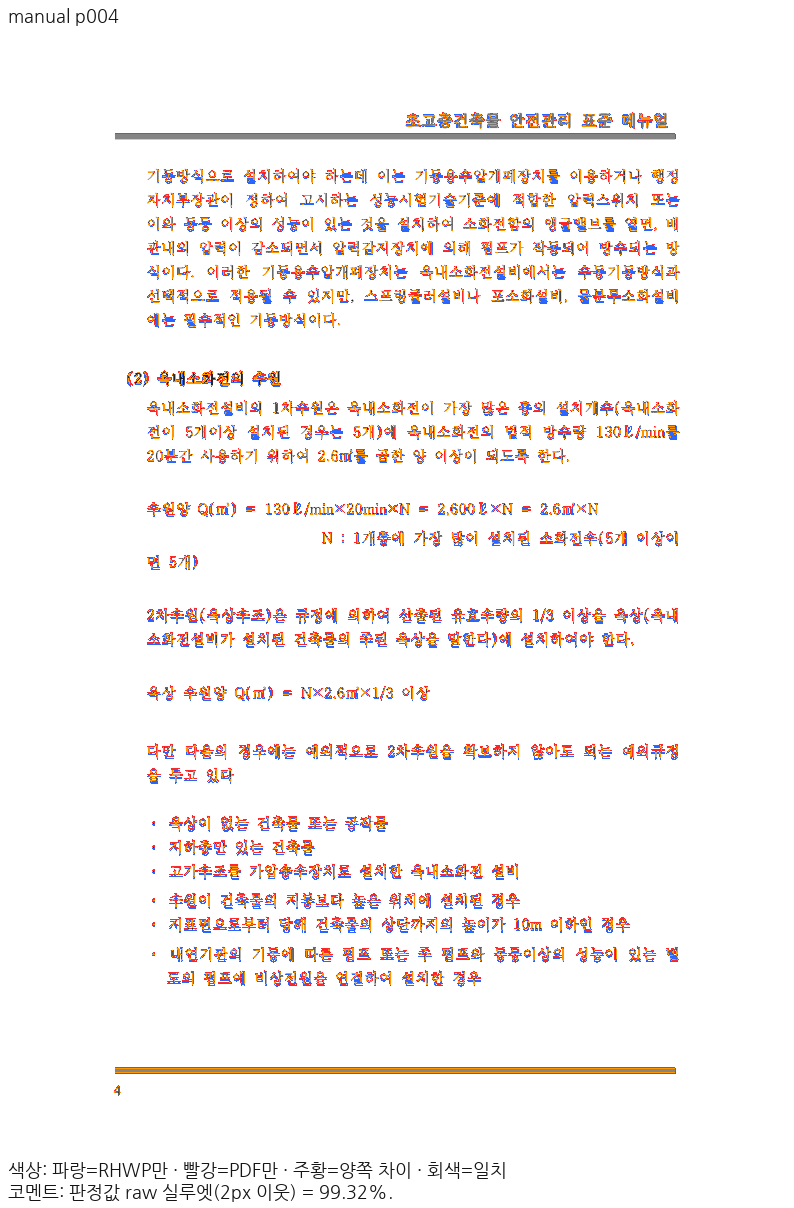 manual p004
초고층건축물 안전관리 표준 메뉴얼
기동방식으로 설치하여야 하는데 이는 기동용수압개폐장치를 이용하거나 행정
자치부장관이 정하여 고시하는 성능시험기술기준에 적합한 압력스위치 또는
이와 동등 이상의 성능이 있는 것을 설치하여 소화전함의 앵글밸브를 열면, 배
관내의 압력이 감소되면서 압력감지장치에 의해 펌프가 작동되어 방수되는 방
식이다. 이러한 기동용수압개폐장치는 옥내소화전설비에서는 수동기동방식과
선택적으로 적용될 수 있지만, 스프링클러설비나 포소화설비, 물분무소화설비
에는 필수적인 기동방식이다.
(2) 옥내소화전의 수원
옥내소화전설비의 1차수원은 옥내소화전이 가장 많은 층의 설치개수(옥내소화
전이 5개이상 설치된 경우는 5개)에 옥내소화전의 법적 방수량 130ℓ/min를
20분간 사용하기 위하여 2.6㎥를 곱한 양 이상이 되도록 한다.
수원양 Q(㎥) = 130ℓ/min×20min×N = 2,600ℓ×N = 2.6㎥×N
N : 1개층에 가장 많이 설치된 소화전수(5개 이상이
면 5개)
2차수원(옥상수조)은 규정에 의하여 산출된 유효수량의 1/3 이상을 옥상(옥내
소화전설비가 설치된 건축물의 주된 옥상을 말한다)에 설치하여야 한다.
옥상 수원양 Q(㎥) = N×2.6㎥×1/3 이상
다만 다음의 경우에는 예외적으로 2차수원을 확보하지 않아도 되는 예외규정
을 두고 있다
· 옥상이 없는 건축물 또는 공작물
· 지하층만 있는 건축물
· 고가수조를 가압송수장치로 설치한 옥내소화전 설비
· 수원이 건축물의 지붕보다 높은 위치에 설치된 경우
· 지표면으로부터 당해 건축물의 상단까지의 높이가 10m 이하인 경우
· 내연기관의 기동에 따른 펌프 또는 주 펌프와 동등이상의 성능이 있는 별
도의 펌프에 비상전원을 연결하여 설치한 경우
4
색상: 파랑=RHWP만 · 빨강=PDF만 · 주황=양쪽 차이 · 회색=일치
코멘트: 판정값 raw 실루엣(2px 이웃) = 99.32%.